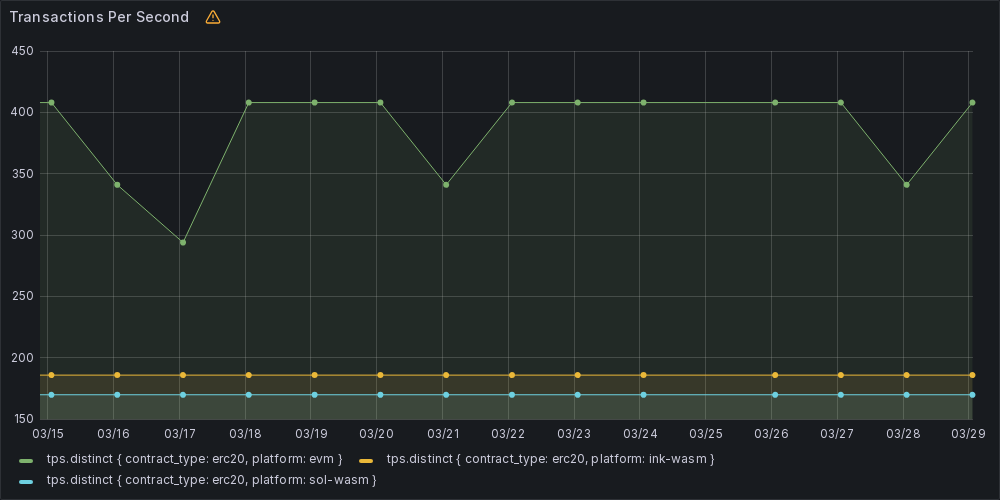 Transactions Per Second
450
400
350
300
250
200
150
03/15 03/16 03/17 03/18 03/19 03/20 03/21 03/22 03/23 03/24 03/25 03/26 03/27 03/28 03/29
tps.distinct { contract_type: erc20, platform: evm } tps.distinct { contract_type: erc20, platform: ink-wasm }
tps.distinct { contract_type: erc20, platform: sol-wasm }